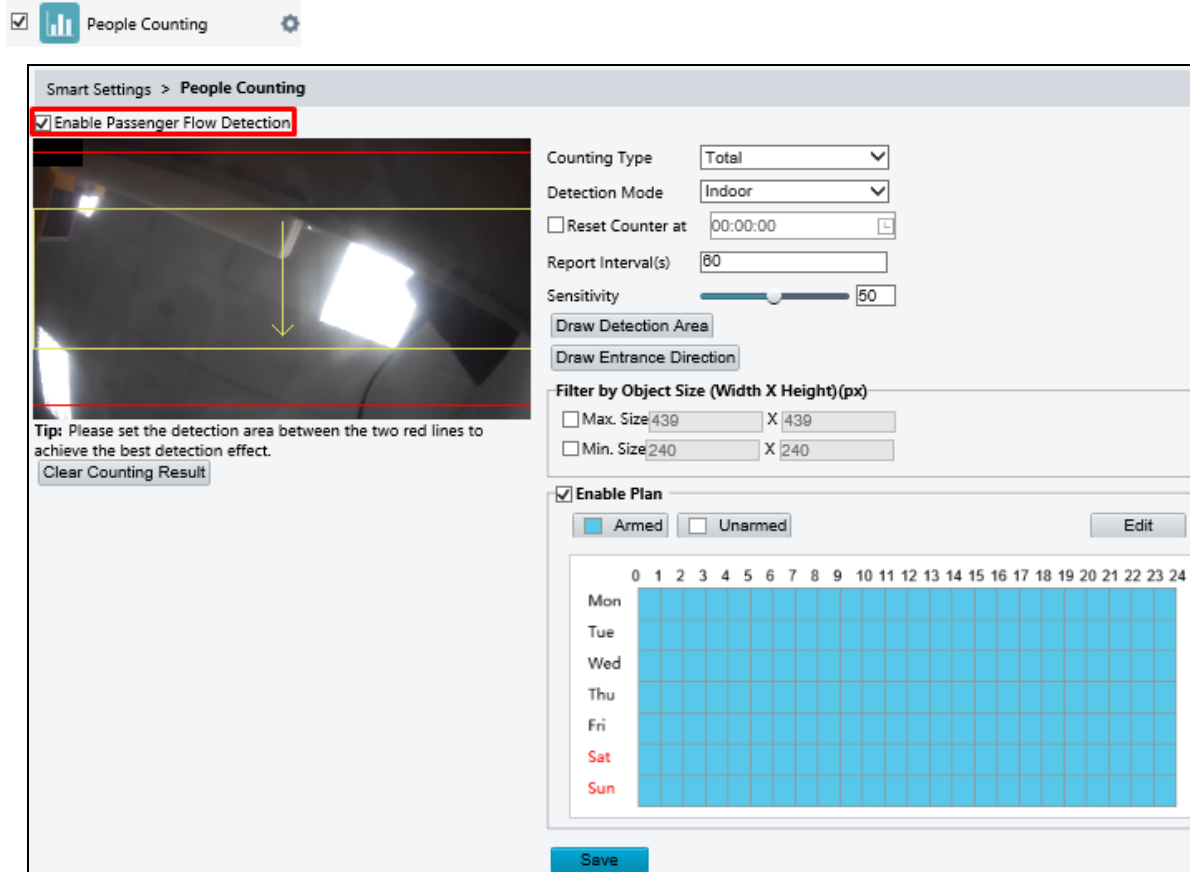 People Counting
Smart Settings > People Counting
Enable Passenger Flow Detection
Counting Type Total
Detection Mode Indoor
Reset Counter at 00:00:00
Report Interval(s) 60
Sensitivity 50
Draw Detection Area
Draw Entrance Direction
Filter by Object Size (Width X Height)(px)
Max. Size 439 X 439
Min. Size 240 X 240
Tip: Please set the detection area between the two red lines to
achieve the best detection effect.
Clear Counting Result
Enable Plan
Armed Unarmed Edit
0 1 2 3 4 5 6 7 8 9 10 11 12 13 14 15 16 17 18 19 20 21 22 23 24
Mon
Tue
Wed
Thu
Fri
Sat
Sun
Save